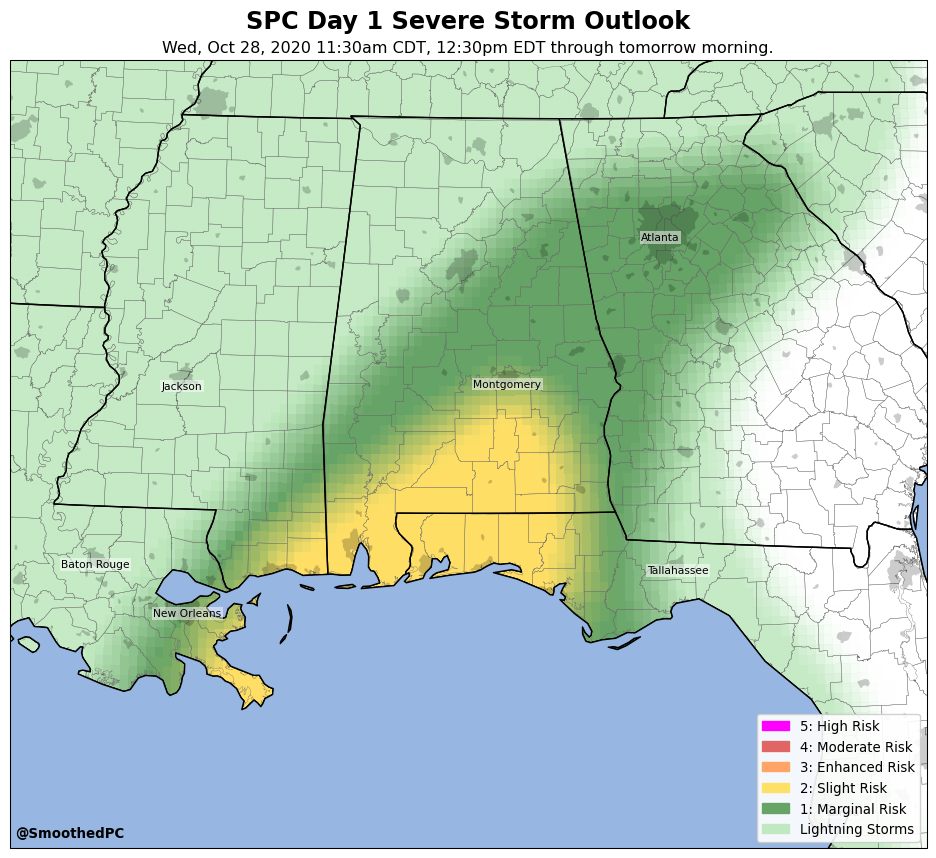 SPC Day 1 Severe Storm Outlook
Wed, Oct 28, 2020 11:30am CDT, 12:30pm EDT through tomorrow morning.
Atlanta
Jackson
Montgomery
Baton Rouge
Tallahassee
New Orleans
5: High Risk
4: Moderate Risk
3: Enhanced Risk
2: Slight Risk
1: Marginal Risk
Lightning Storms
@SmoothedPC